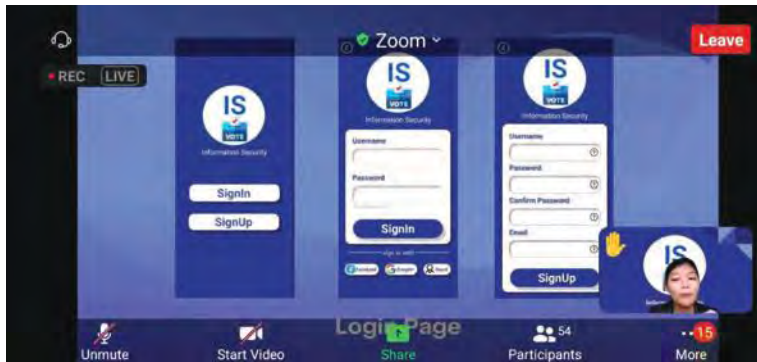 Zoom
Leave
REC LIVE
IS
VOTE
Information Security
SignIn
SignUp
IS
VOTE
Information Security
Username
Password
SignIn
Facebook Google+
IS
VOTE
Information Security
Username
Password
Confirm Password
Email
SignUp
IS
Login Page
Unmute
Start Video
Share
54
Participants
15
More